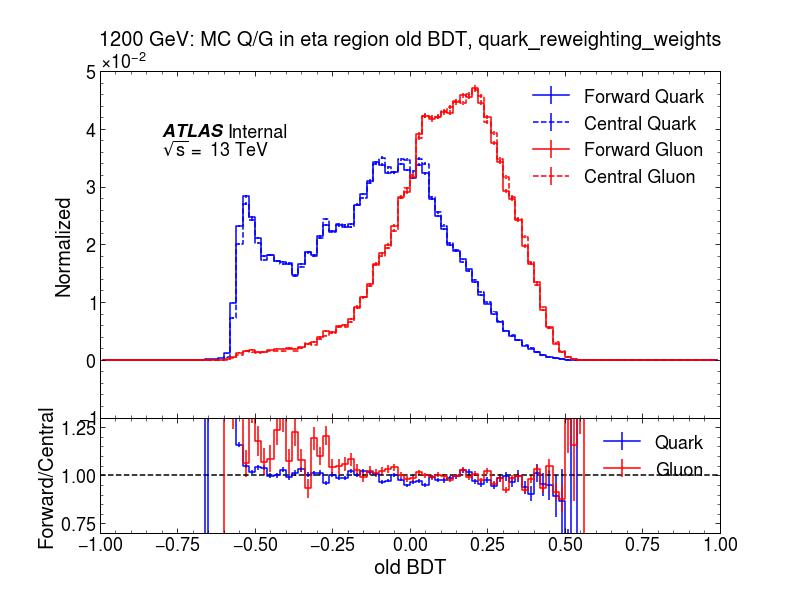 1200 GeV: MC Q/G in eta region old BDT, quark_reweighting_weights
×10⁻²
5
Forward Quark
ATLAS Internal
4
Central Quark
√s = 13 TeV
Forward Gluon
3
Central Gluon
Normalized
2
1
0
−1
Forward/Central
1.25
Quark
1.00
Gluon
0.75
−1.00 −0.75 −0.50 −0.25 0.00 0.25 0.50 0.75 1.00
old BDT